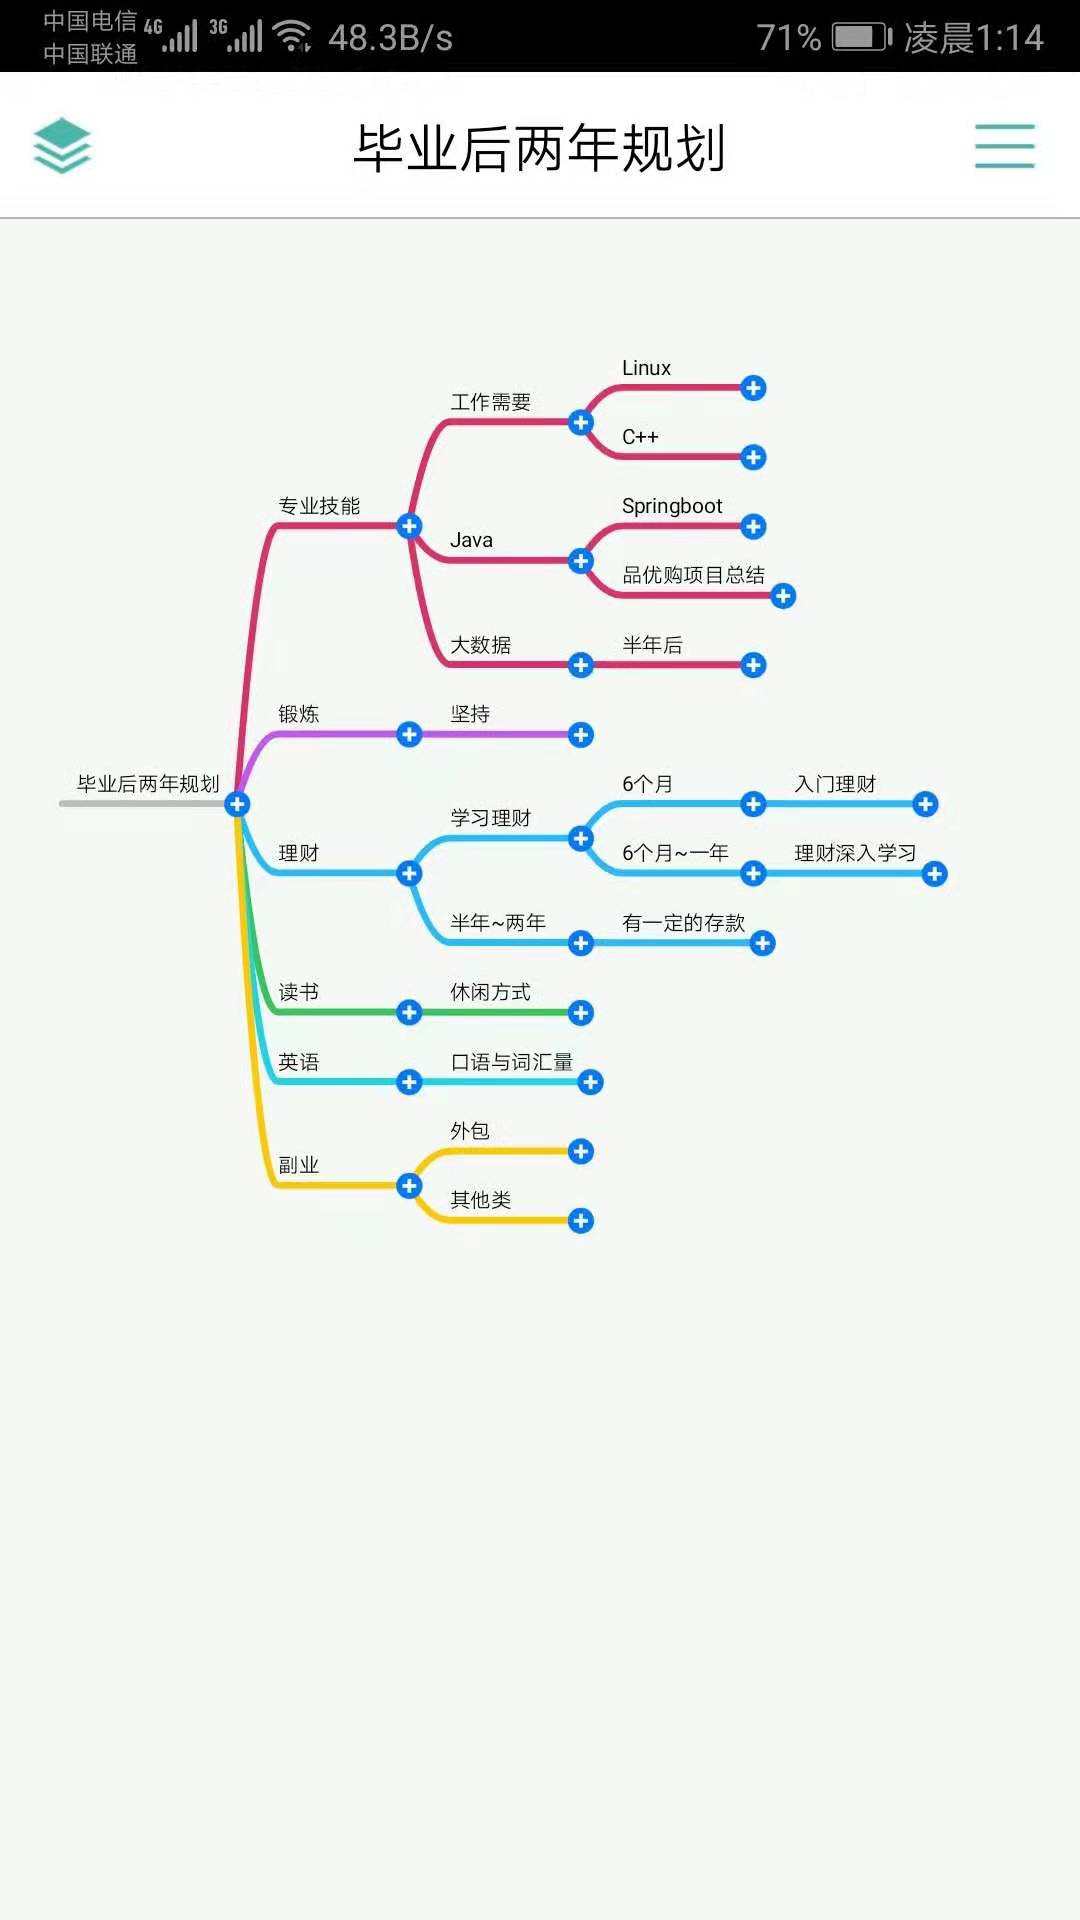 中国电信 4G 3G 48.3B/s 71% 凌晨1:14
中国联通
毕业后两年规划
Linux
工作需要
C++
专业技能
Springboot
Java
品优购项目总结
大数据
半年后
锻炼
坚持
毕业后两年规划
6个月
入门理财
学习理财
理财
6个月~一年
理财深入学习
半年~两年
有一定的存款
读书
休闲方式
英语
口语与词汇量
外包
副业
其他类